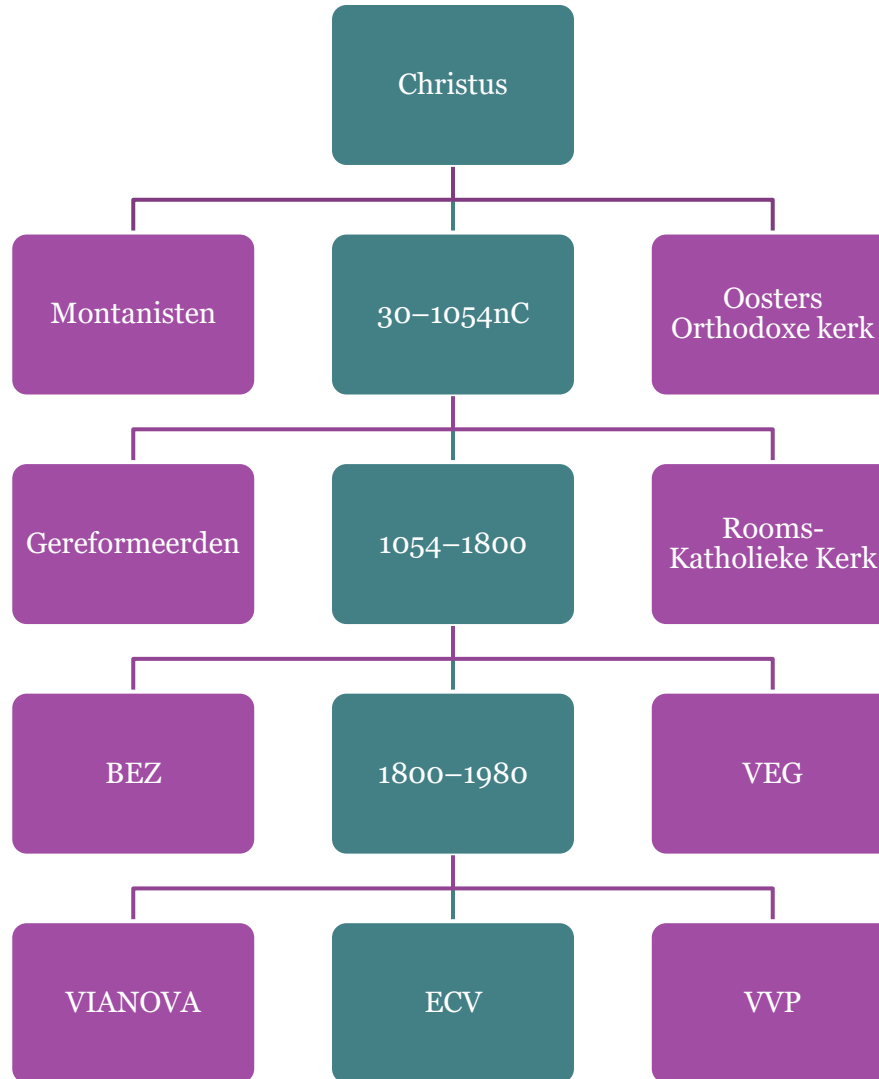 Christus
Montanisten
30–1054nC
Oosters
Orthodoxe kerk
Gereformeerden
1054–1800
Rooms-
Katholieke Kerk
BEZ
1800–1980
VEG
VIANOVA
ECV
VVP